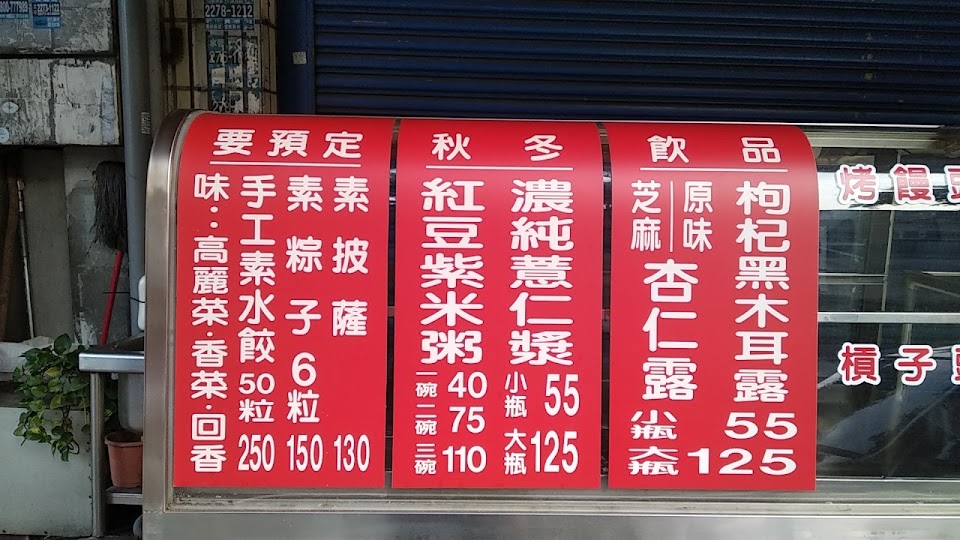 2278-1212
烤饅
槓子
飲品
枸杞黑木耳露
原味
芝麻
杏仁露
小瓶 55
大瓶 125
秋冬
濃純薏仁漿
小瓶 55
大瓶 125
紅豆紫米粥
一碗 40
二碗 75
三碗 110
要預定
素披薩 130
素粽子6粒 150
手工素水餃50粒 250
味：高麗菜·香菜·回香